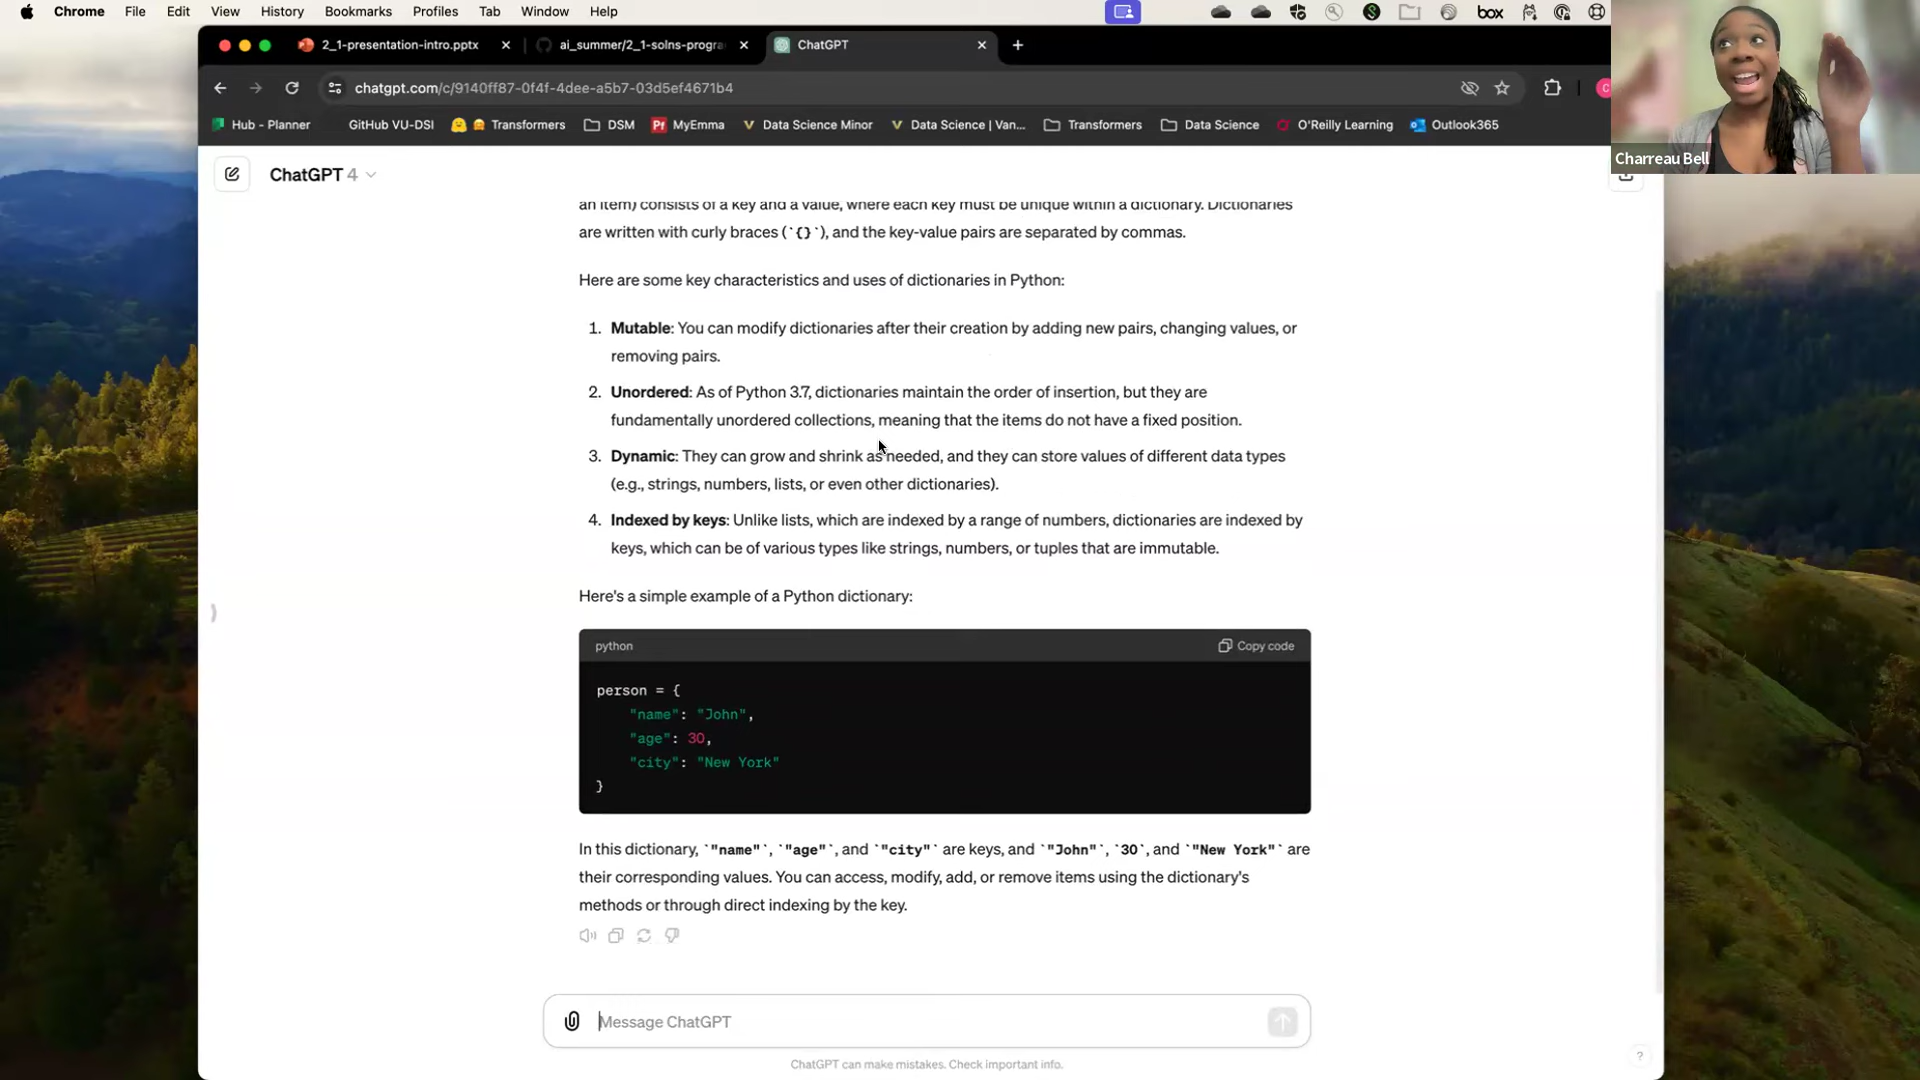 Chrome File Edit View History Bookmarks Profiles Tab Window Help box
2_1-presentation-intro.pptx ai_summer/2_1-solns-progra ChatGPT
chatgpt.com/c/9140ff87-0f4f-4dee-a5b7-03d5ef4671b4
Hub - Planner GitHub VU-DSI Transformers DSM MyEmma Data Science Minor Data Science | Van... Transformers Data Science O'Reilly Learning Outlook365
Charreau Bell
ChatGPT 4
an item) consists of a key and a value, where each key must be unique within a dictionary. Dictionaries
are written with curly braces (`{}`), and the key-value pairs are separated by commas.
Here are some key characteristics and uses of dictionaries in Python:
1. Mutable: You can modify dictionaries after their creation by adding new pairs, changing values, or
removing pairs.
2. Unordered: As of Python 3.7, dictionaries maintain the order of insertion, but they are
fundamentally unordered collections, meaning that the items do not have a fixed position.
3. Dynamic: They can grow and shrink as needed, and they can store values of different data types
(e.g., strings, numbers, lists, or even other dictionaries).
4. Indexed by keys: Unlike lists, which are indexed by a range of numbers, dictionaries are indexed by
keys, which can be of various types like strings, numbers, or tuples that are immutable.
Here's a simple example of a Python dictionary:
python Copy code
person = {
"name": "John",
"age": 30,
"city": "New York"
}
In this dictionary, `"name"`, `"age"`, and `"city"` are keys, and `"John"`, `30`, and `"New York"` are
their corresponding values. You can access, modify, add, or remove items using the dictionary's
methods or through direct indexing by the key.
Message ChatGPT
ChatGPT can make mistakes. Check important info.
?